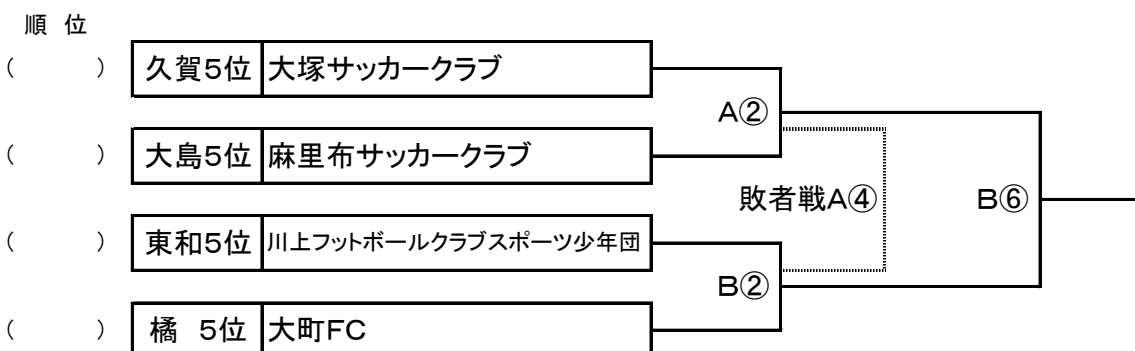 順 位
(　　　) 久賀5位 大塚サッカークラブ
A②
(　　　) 大島5位 麻里布サッカークラブ
敗者戦A④ B⑥
(　　　) 東和5位 川上フットボールクラブスポーツ少年団
B②
(　　　) 橘 5位 大町FC